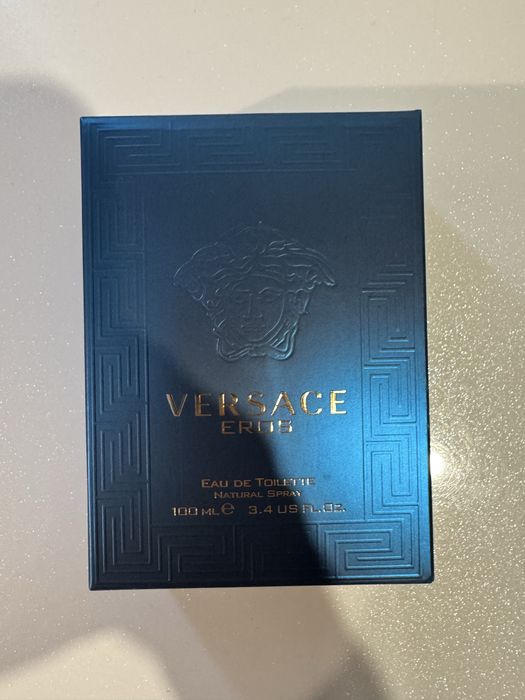 VERSACE
EROS
EAU DE TOILETTE
NATURAL SPRAY
100 ML ℮ 3.4 US FL.OZ.